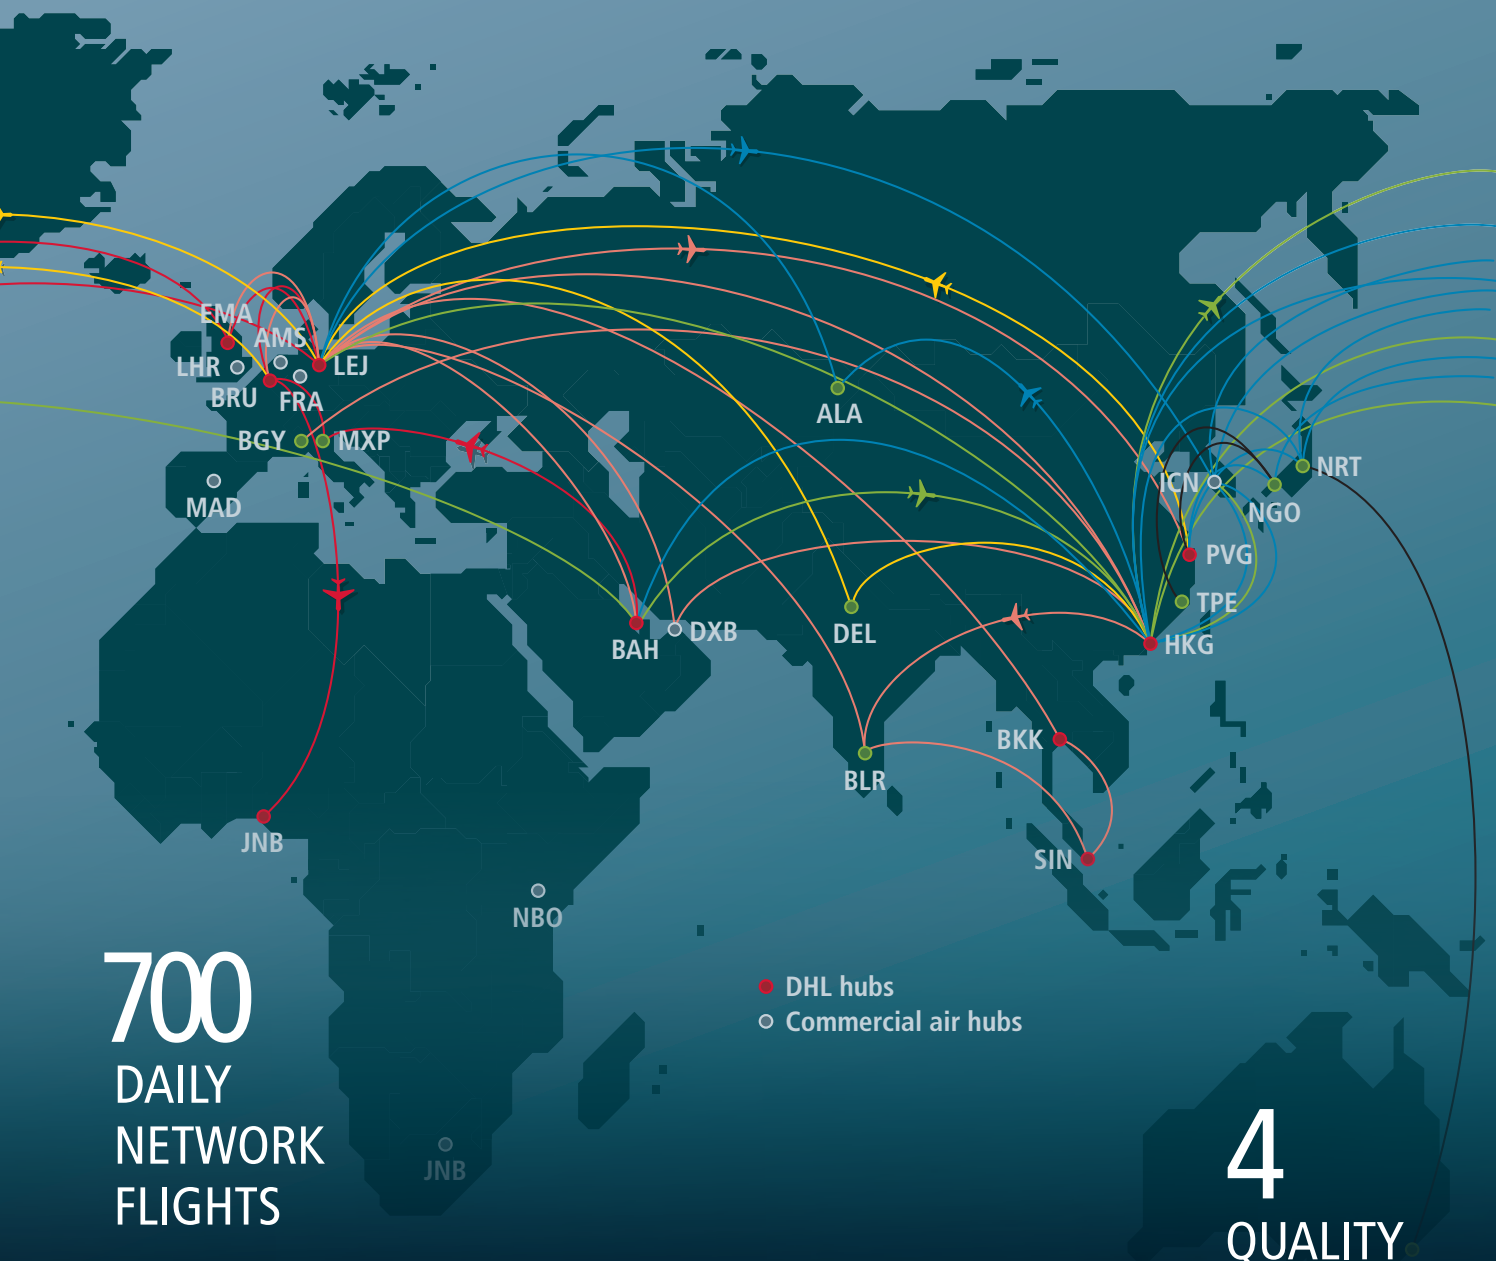 EMA
AMS
LHR
LEJ
BRU
FRA
ALA
BGY
MXP
NRT
ICN
MAD
NGO
PVG
TPE
DXB
DEL
BAH
HKG
BKK
BLR
JNB
SIN
NBO
700
DAILY
NETWORK
FLIGHTS
DHL hubs
Commercial air hubs
JNB
4
QUALITY